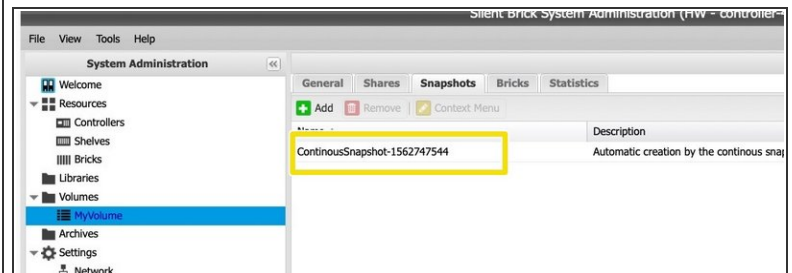 Silent Brick System Administration (HW - controller-
File View Tools Help
System Administration
Welcome
Resources
Controllers
Shelves
Bricks
Libraries
Volumes
MyVolume
Archives
Settings
Network
General Shares Snapshots Bricks Statistics
Add Remove Context Menu
Name Description
ContinousSnapshot-1562747544 Automatic creation by the continous snap